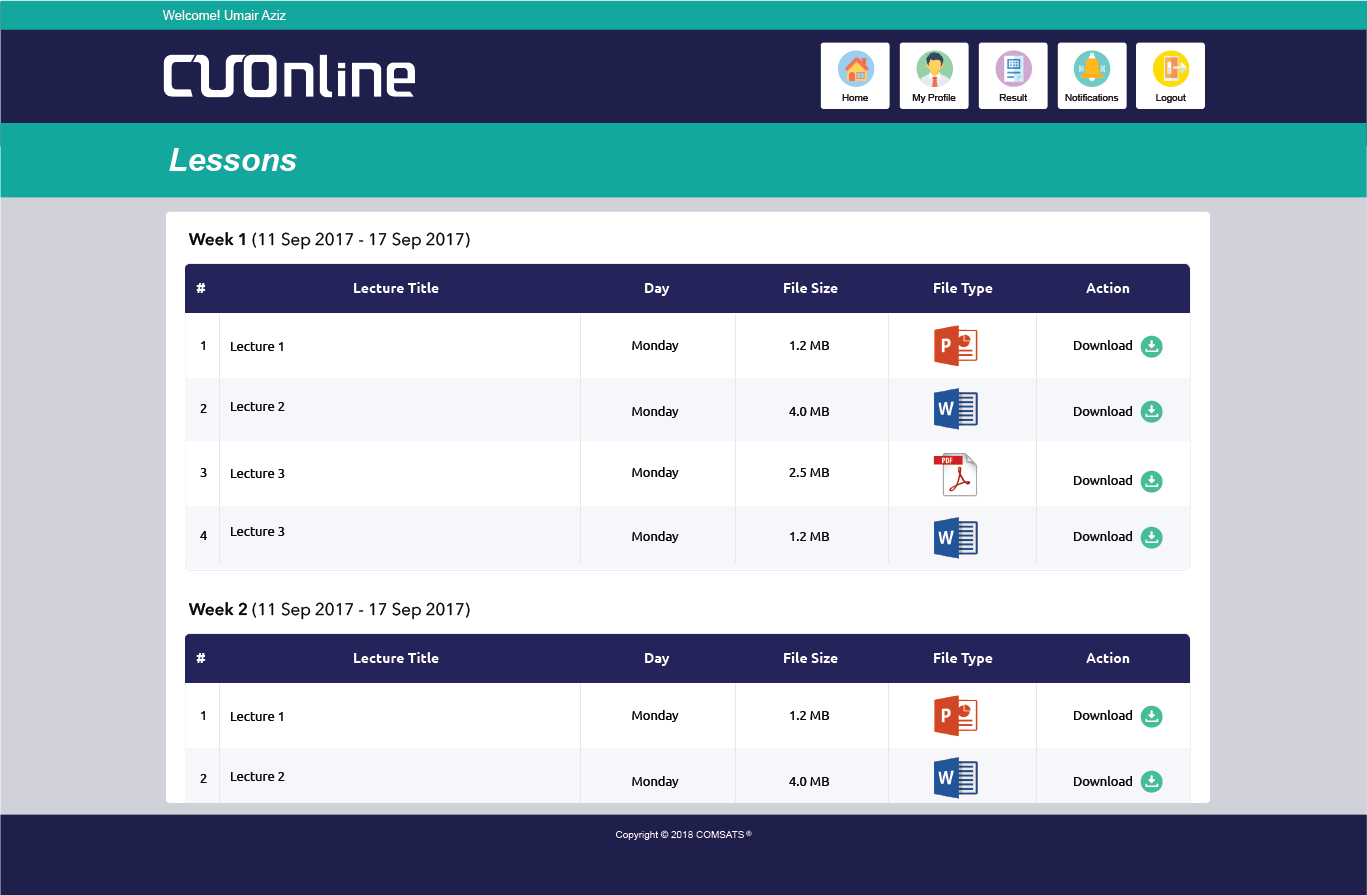 Welcome! Umair Aziz
CUOnline
Home My Profile Result Notifications Logout
Lessons
Week 1 (11 Sep 2017 - 17 Sep 2017)
# Lecture Title Day File Size File Type Action
1 Lecture 1 Monday 1.2 MB P Download
2 Lecture 2 Monday 4.0 MB W Download
3 Lecture 3 Monday 2.5 MB PDF Download
4 Lecture 3 Monday 1.2 MB W Download
Week 2 (11 Sep 2017 - 17 Sep 2017)
# Lecture Title Day File Size File Type Action
1 Lecture 1 Monday 1.2 MB P Download
2 Lecture 2 Monday 4.0 MB W Download
Copyright © 2018 COMSATS®